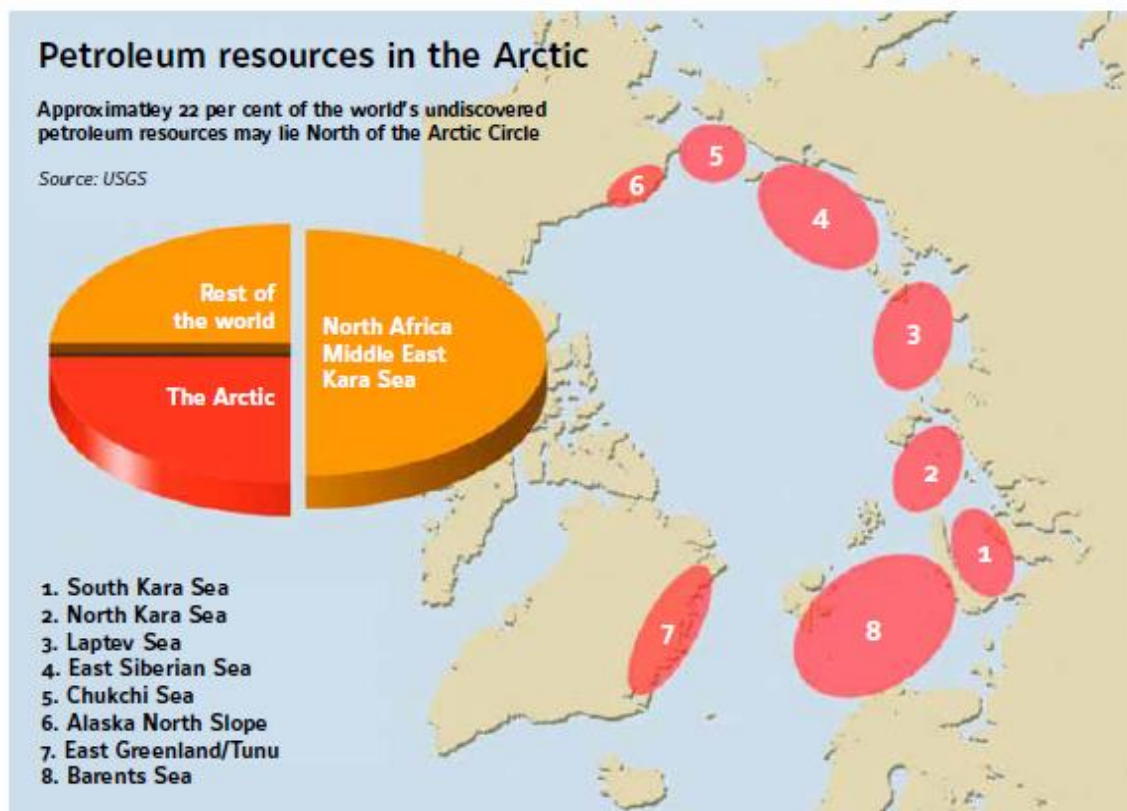 Petroleum resources in the Arctic
Approximatley 22 per cent of the world's undiscovered
petroleum resources may lie North of the Arctic Circle
Source: USGS
Rest of
the world
North Africa
Middle East
Kara Sea
The Arctic
1. South Kara Sea
2. North Kara Sea
3. Laptev Sea
4. East Siberian Sea
5. Chukchi Sea
6. Alaska North Slope
7. East Greenland/Tunu
8. Barents Sea
5
6
4
3
2
1
7
8